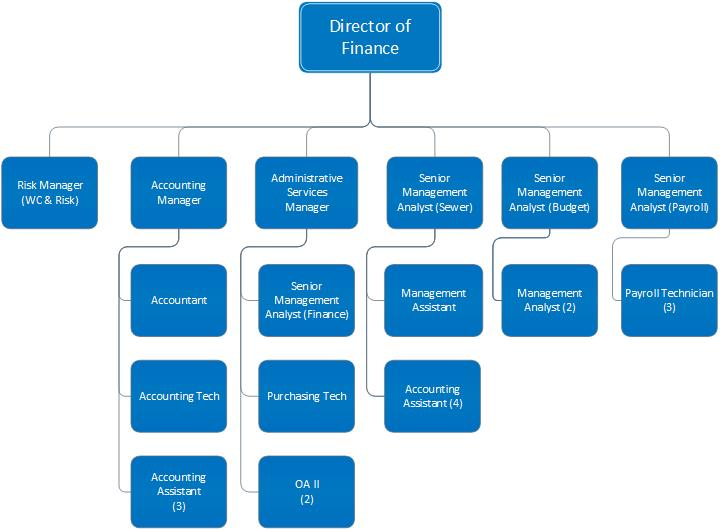 Director of
Finance
Risk Manager
(WC & Risk)
Accounting
Manager
Administrative
Services
Manager
Senior
Management
Analyst (Sewer)
Senior
Management
Analyst (Budget)
Senior
Management
Analyst (Payroll)
Accountant
Senior
Management
Analyst (Finance)
Management
Assistant
Management
Analyst (2)
Payroll Technician
(3)
Accounting Tech
Purchasing Tech
Accounting
Assistant (4)
Accounting
Assistant
(3)
OA II
(2)